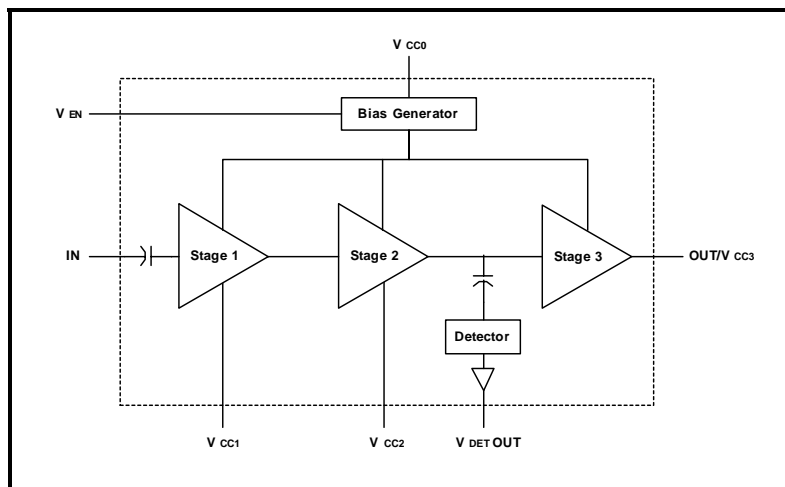 V CC0
V EN
Bias Generator
IN
Stage 1
Stage 2
Stage 3
OUT/V CC3
Detector
V CC1
V CC2
V DET OUT